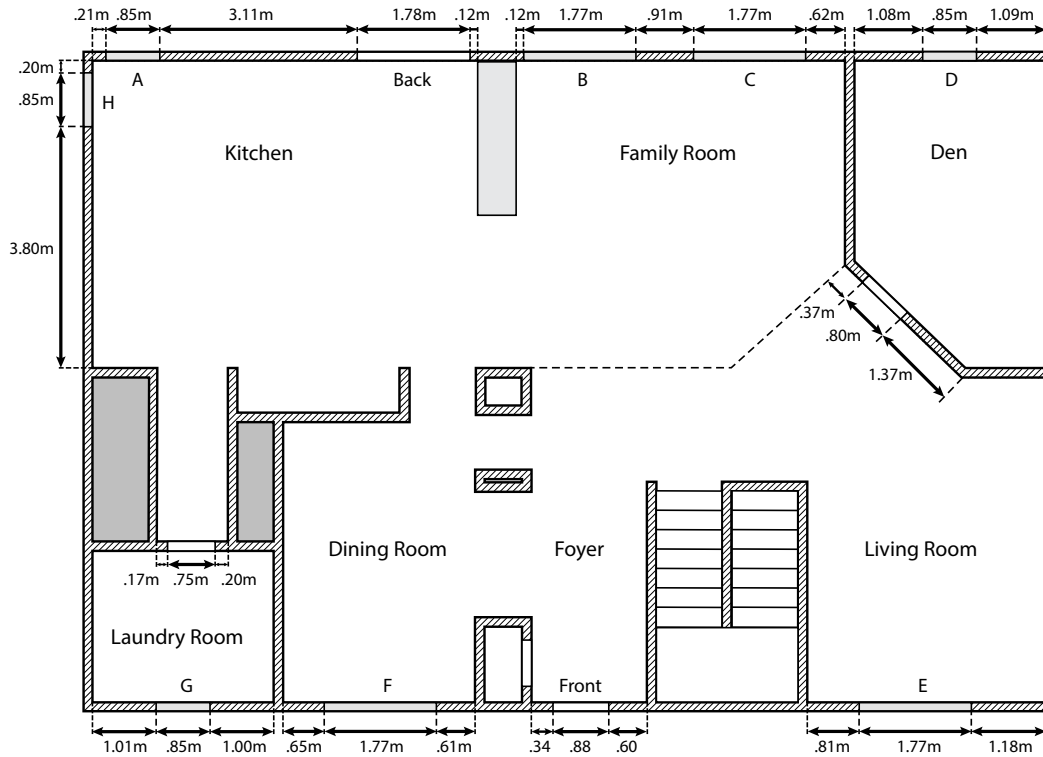 .21m .85m 3.11m 1.78m .12m .12m 1.77m .91m 1.77m .62m 1.08m .85m 1.09m
.20m
A Back B C D
.85m H
Kitchen Family Room Den
3.80m
.37m
.80m
1.37m
Dining Room Foyer Living Room
.17m .75m .20m
Laundry Room
G F Front E
1.01m .85m 1.00m .65m 1.77m .61m .34 .88 .60 .81m 1.77m 1.18m